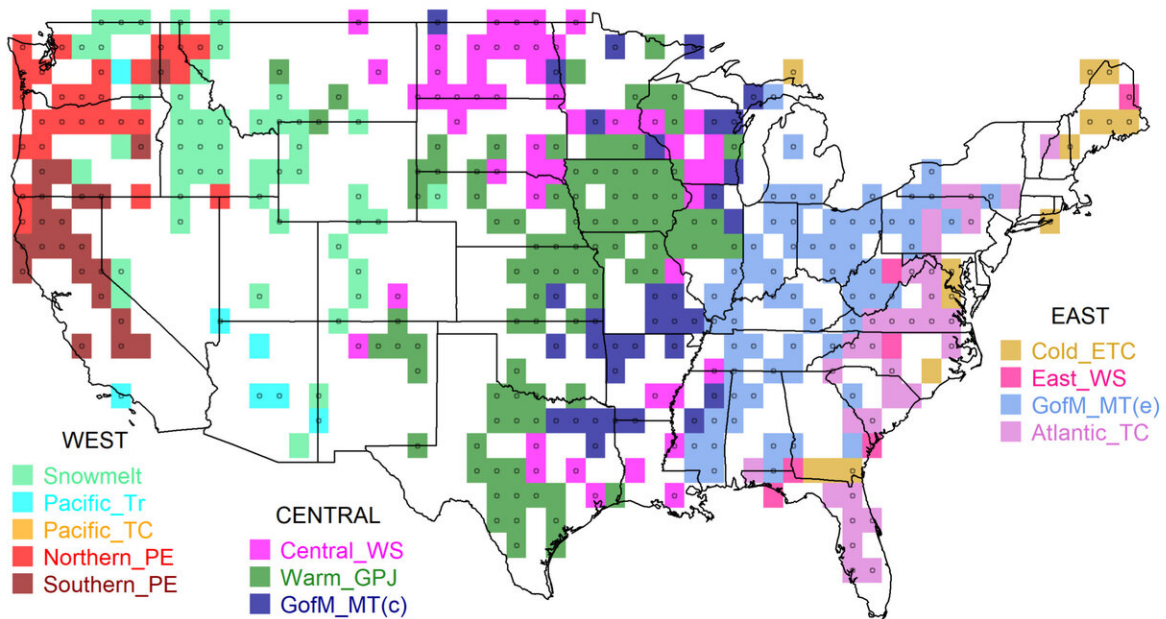 WEST
Snowmelt
Pacific_Tr
Pacific_TC
Northern_PE
Southern_PE
CENTRAL
Central_WS
Warm_GPJ
GofM_MT(c)
EAST
Cold_ETC
East_WS
GofM_MT(e)
Atlantic_TC